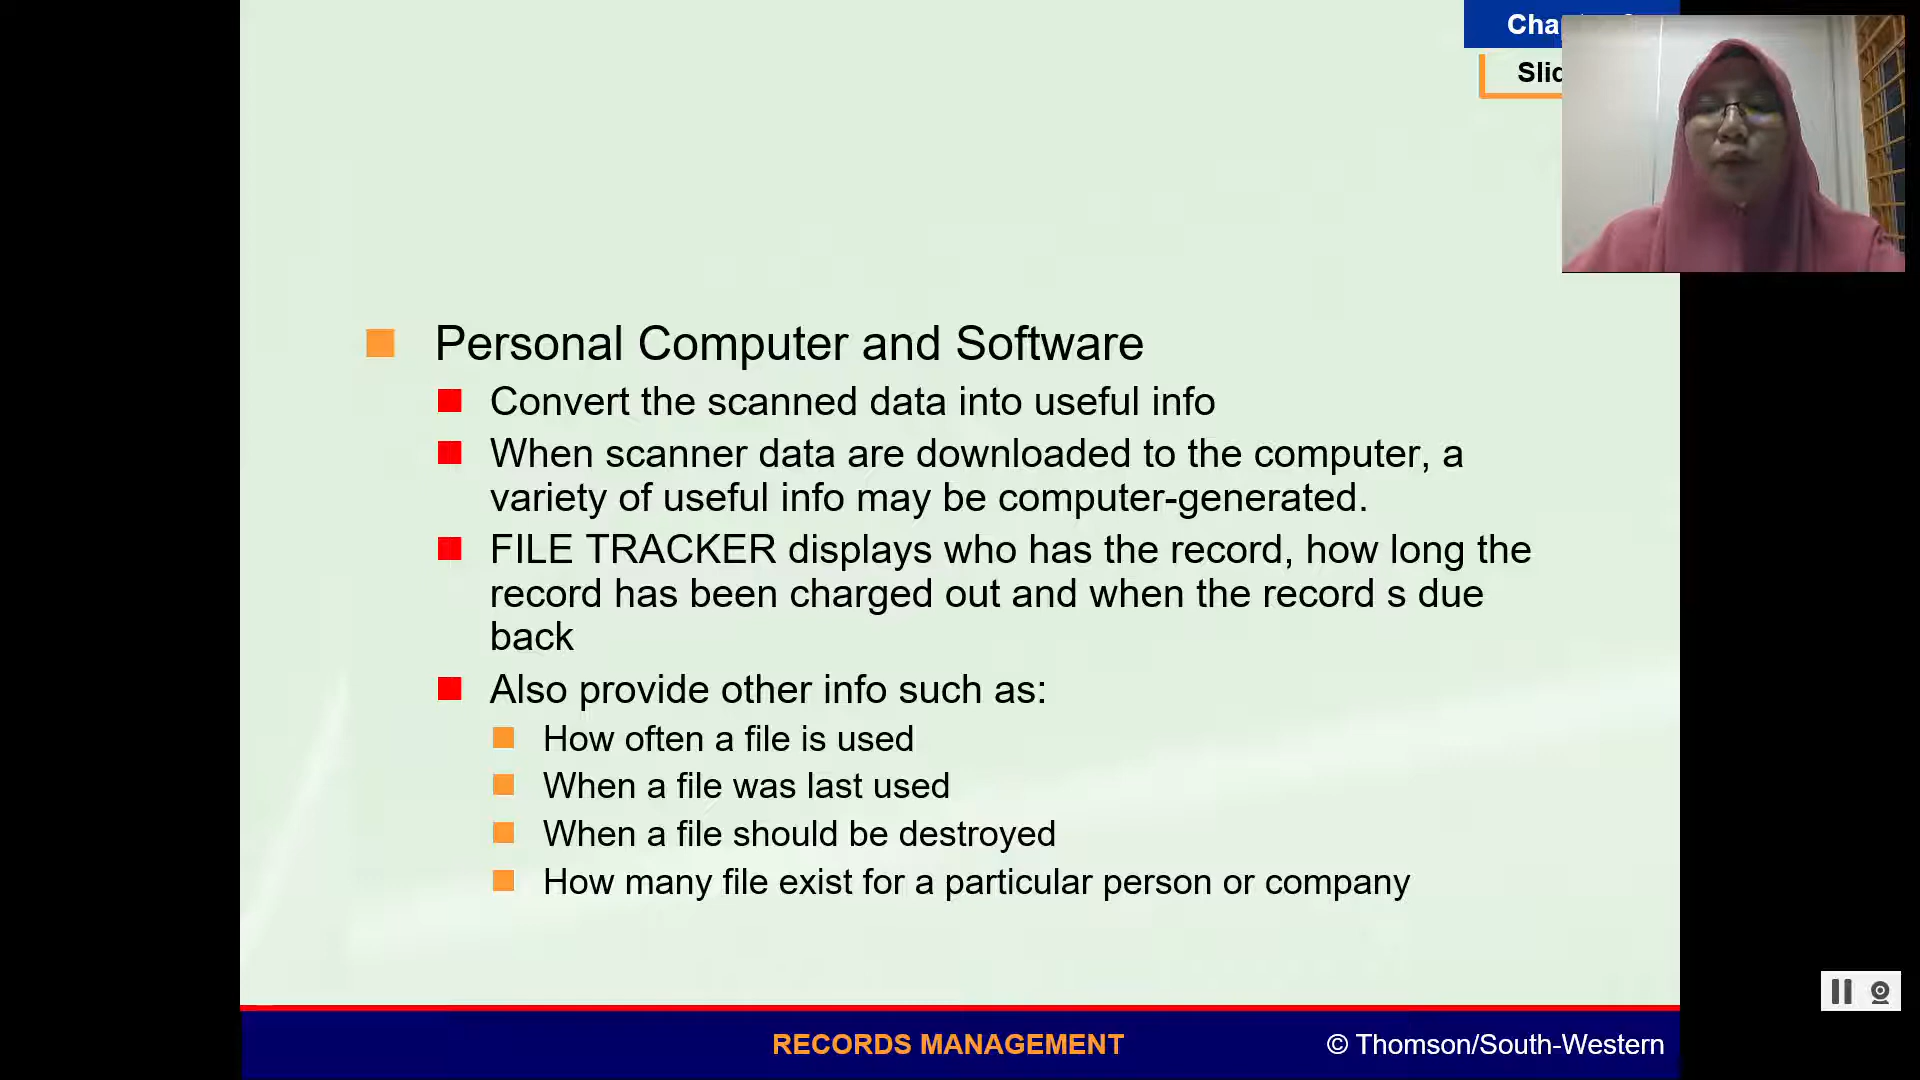 Personal Computer and Software
Convert the scanned data into useful info
When scanner data are downloaded to the computer, a
variety of useful info may be computer-generated.
FILE TRACKER displays who has the record, how long the
record has been charged out and when the record s due
back
Also provide other info such as:
How often a file is used
When a file was last used
When a file should be destroyed
How many file exist for a particular person or company
RECORDS MANAGEMENT
© Thomson/South-Western